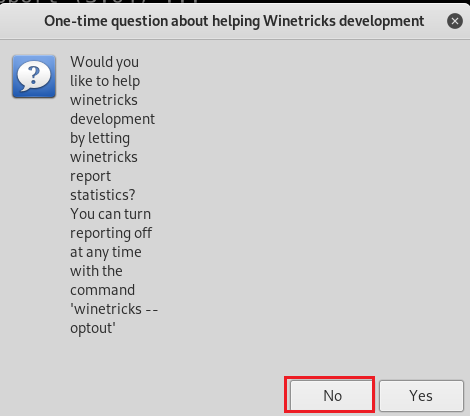 One-time question about helping Winetricks development
Would you
like to help
winetricks
development
by letting
winetricks
report
statistics?
You can turn
reporting off
at any time
with the
command
'winetricks --
optout'
No
Yes